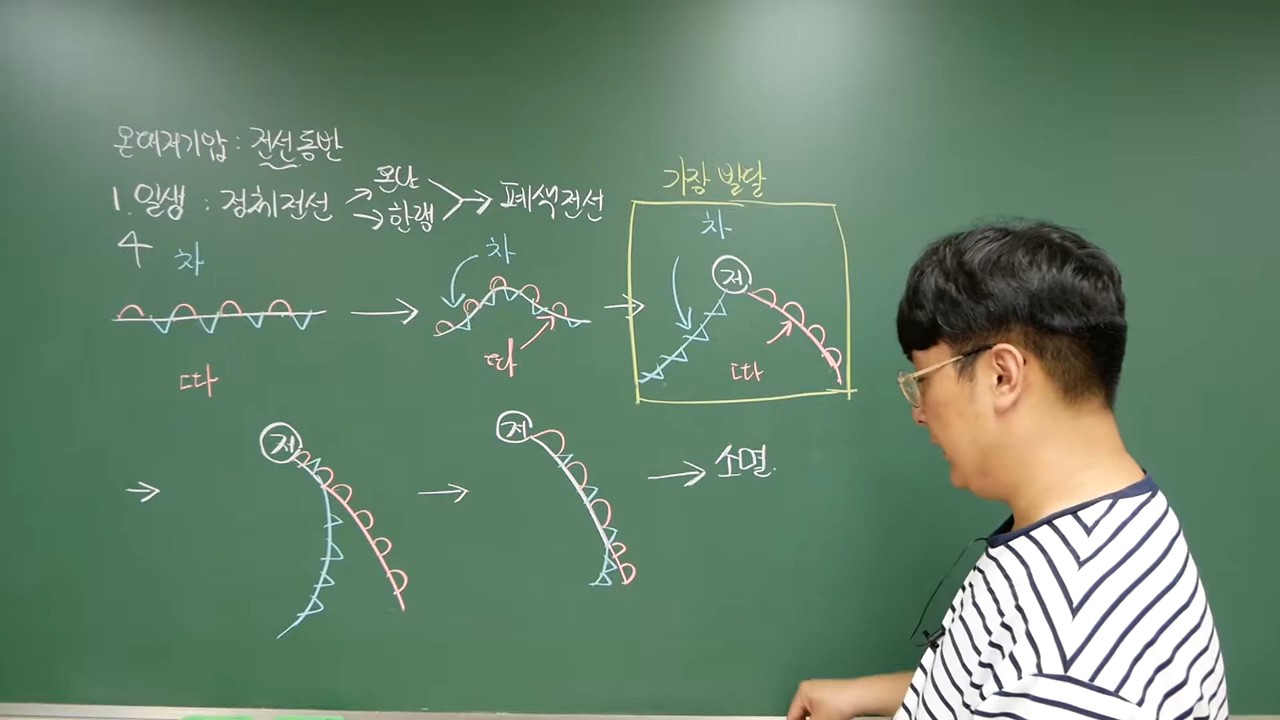 온대저기압 : 전선동반
1. 일생 : 정체전선 → 온난 → 한랭 → 폐색전선
가장 발달
4
차
따
차
따
차
저
따
저
저
소멸.